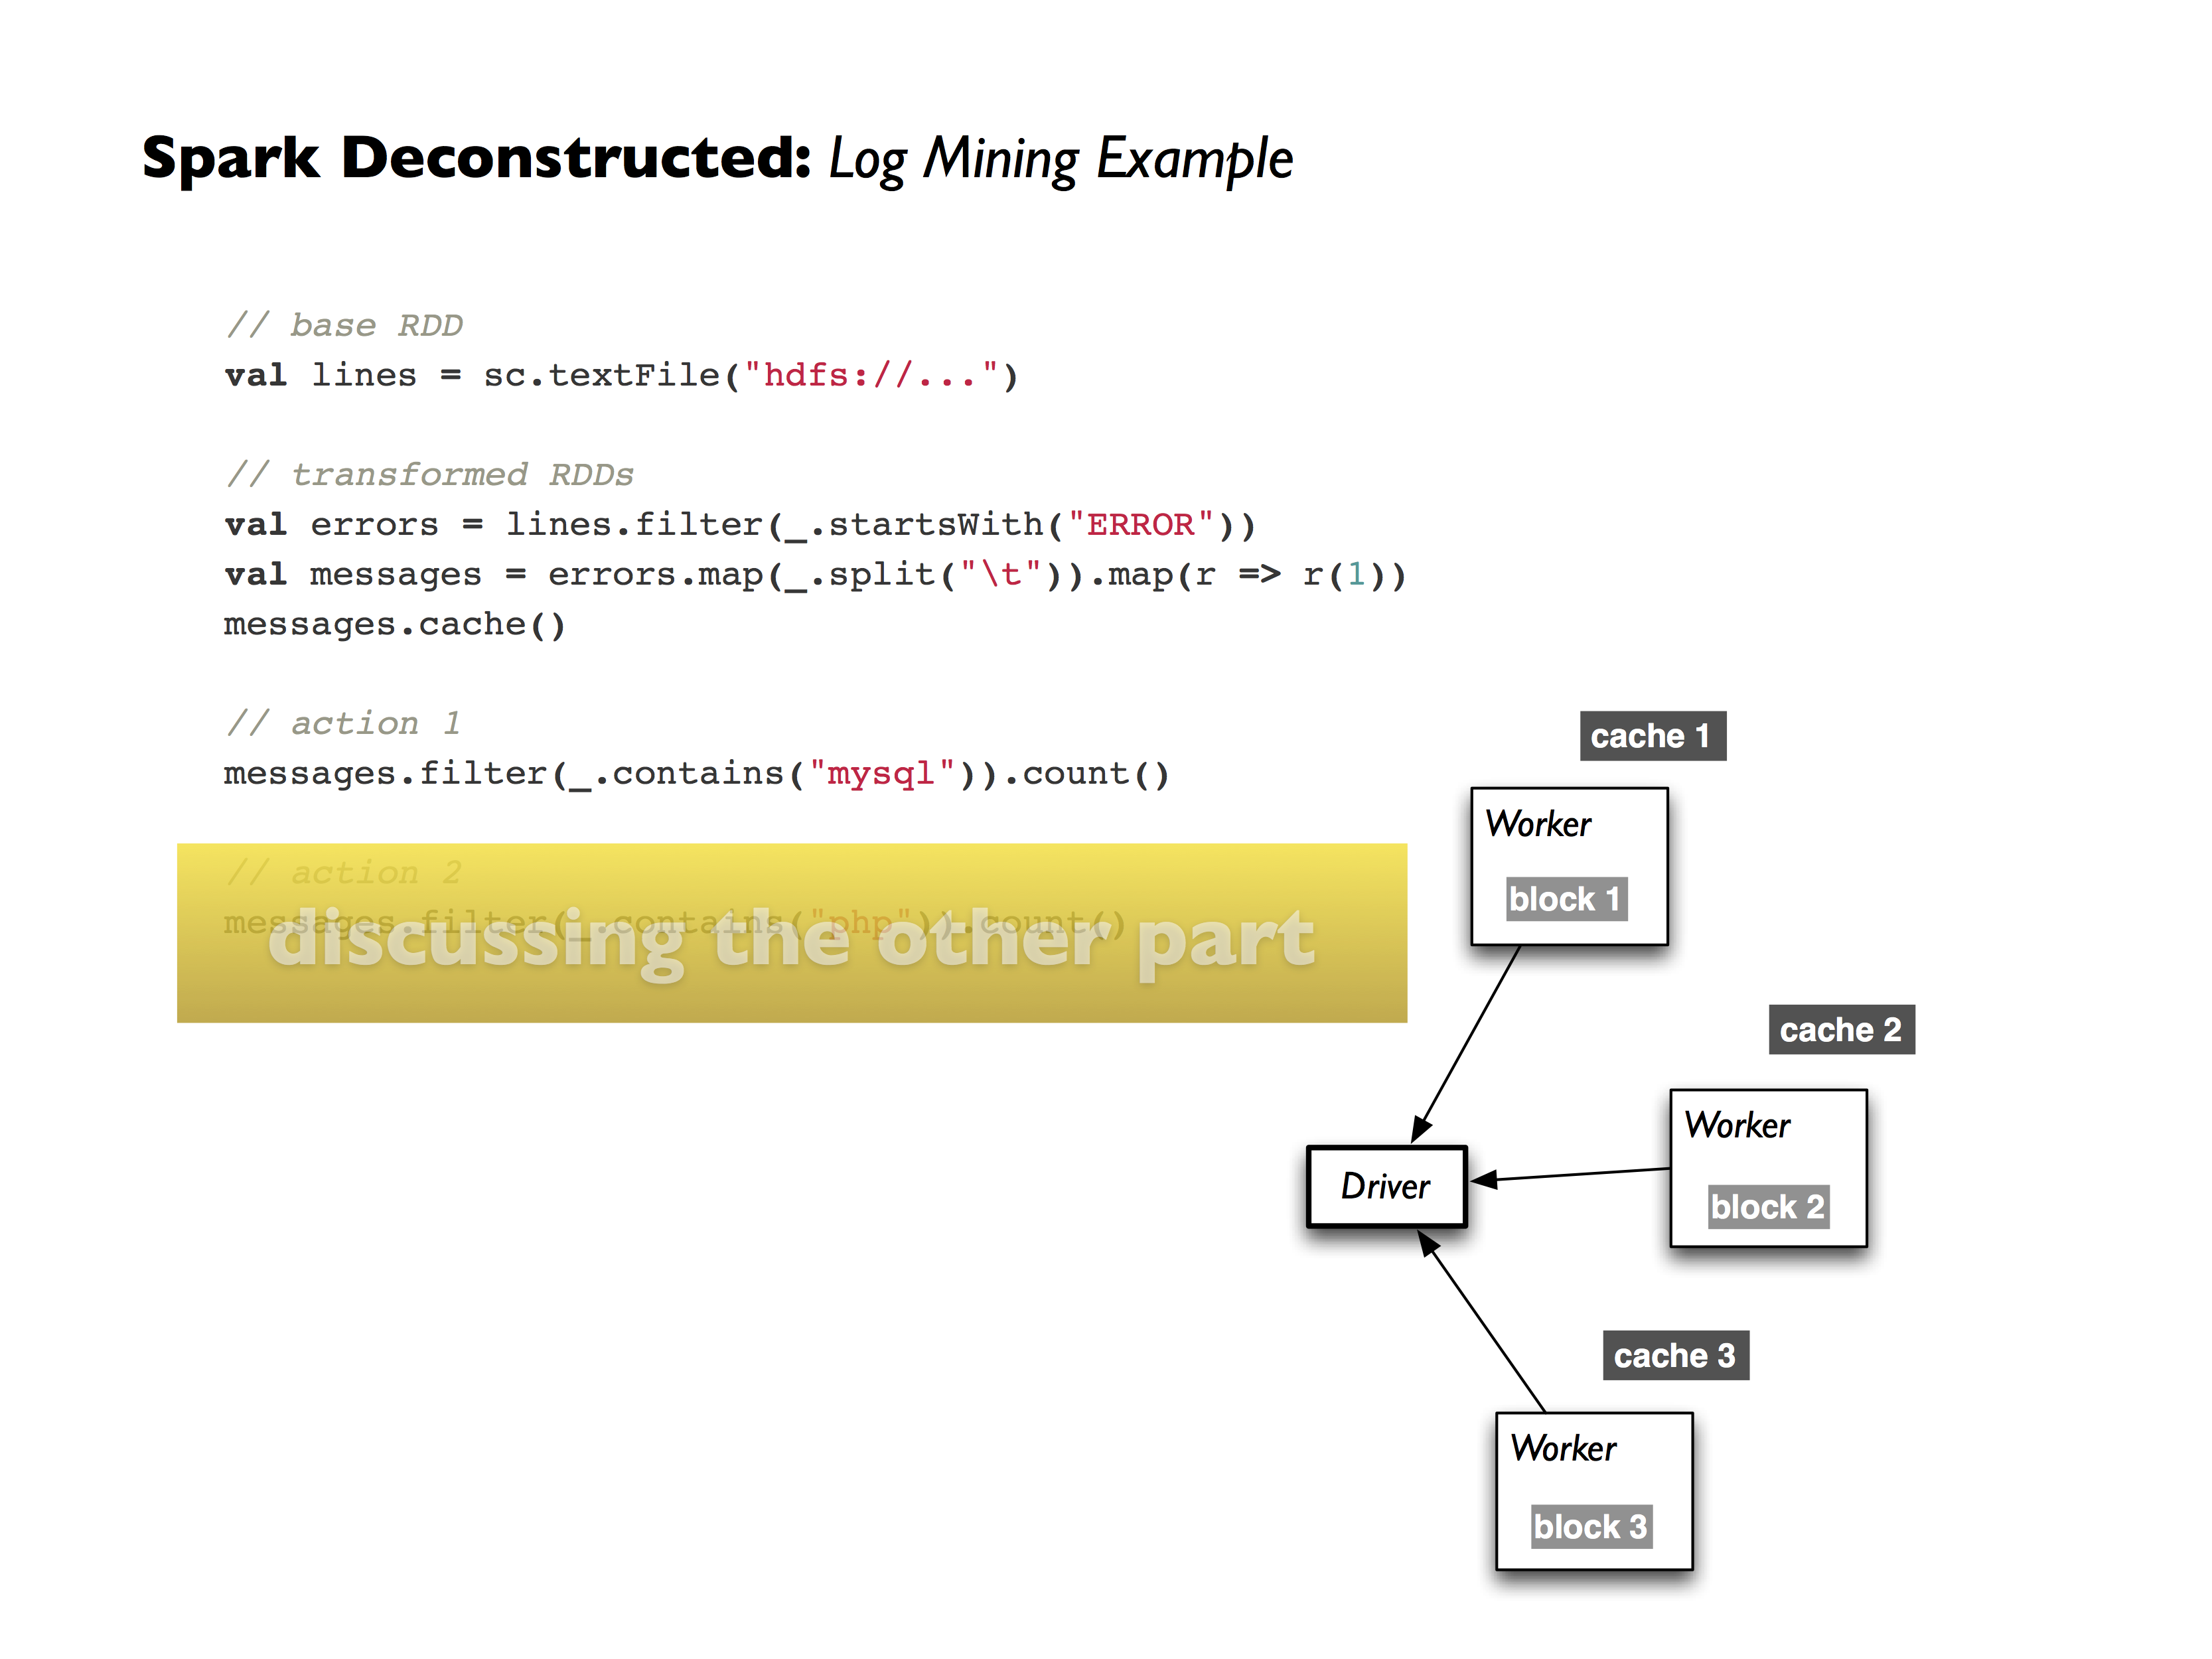 Spark Deconstructed: Log Mining Example
// base RDD
val lines = sc.textFile("hdfs://...")
// transformed RDDs
val errors = lines.filter(_.startsWith("ERROR"))
val messages = errors.map(_.split("\t")).map(r => r(1))
messages.cache()
// action 1
messages.filter(_.contains("mysql")).count()
// action 2
messages.filter(_.contains("php")).count()
discussing the other part
cache 1
Worker
block 1
cache 2
Worker
block 2
Driver
cache 3
Worker
block 3